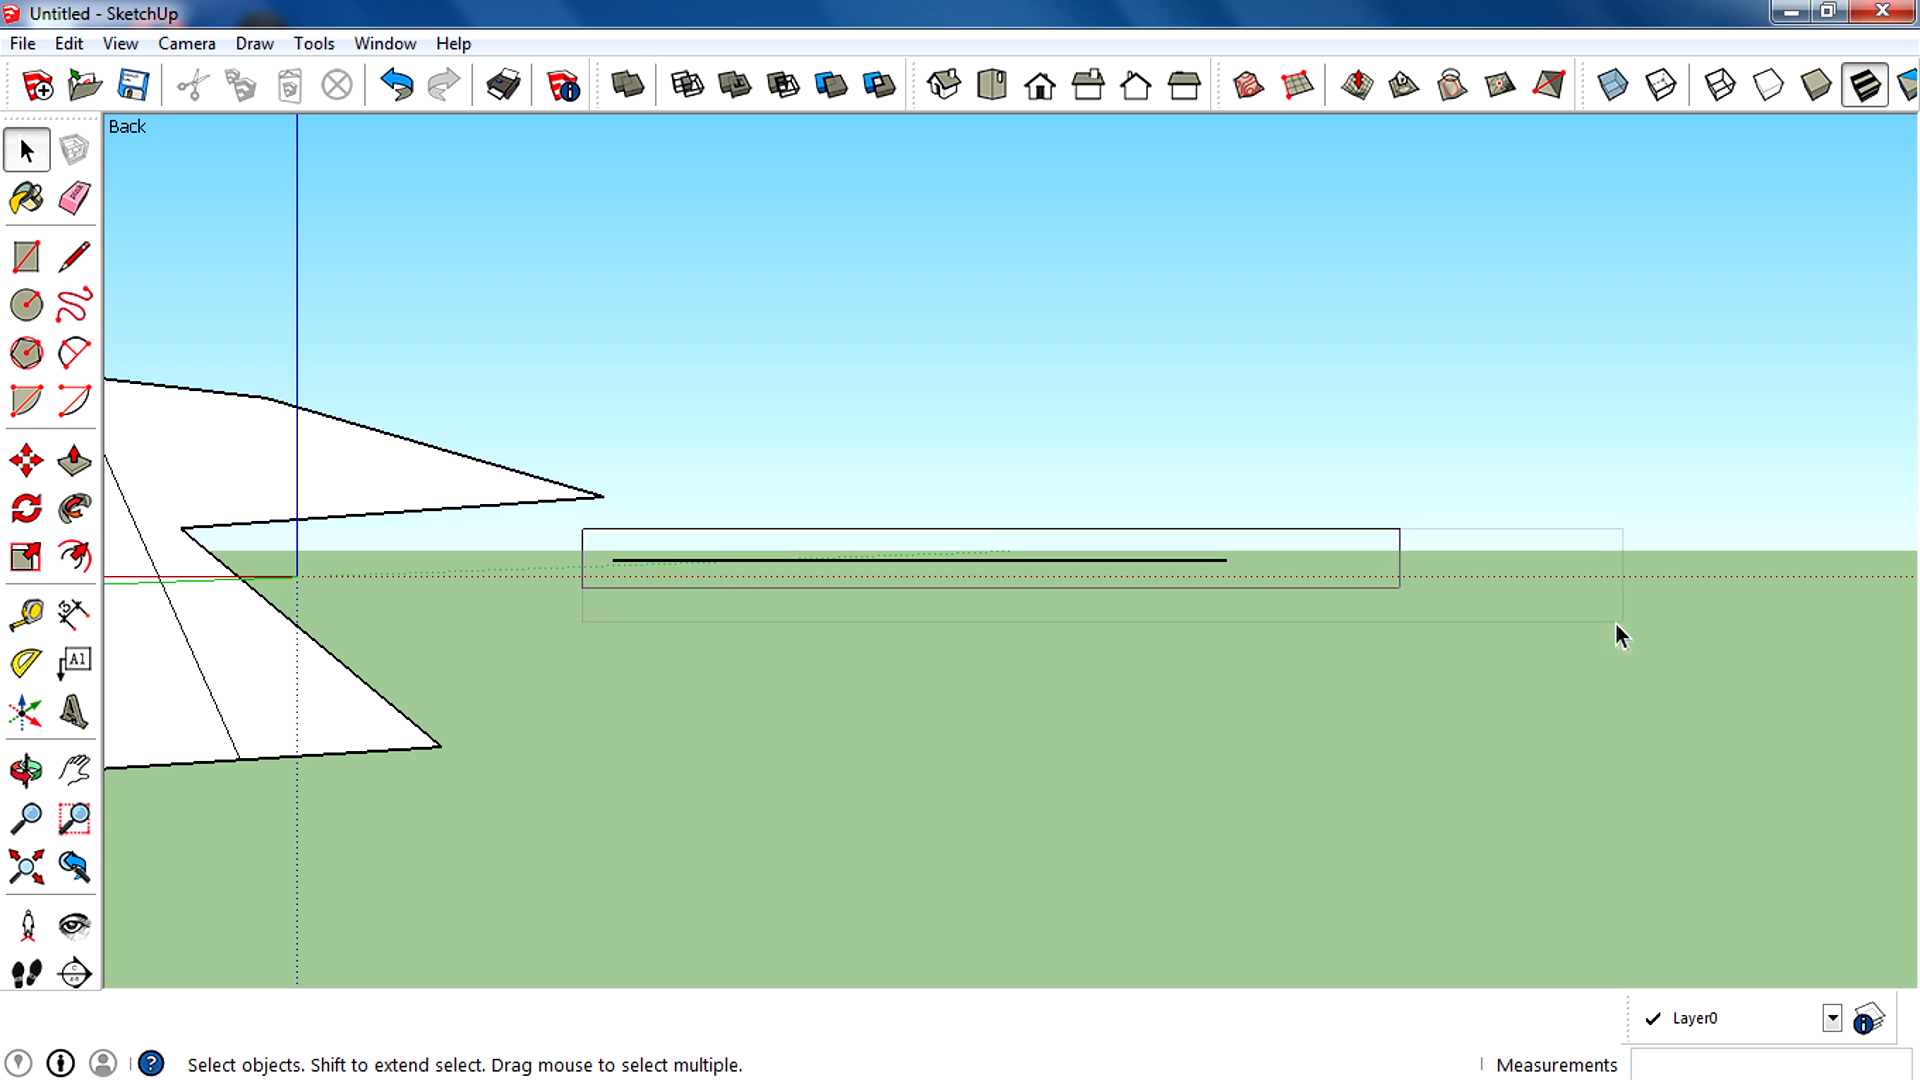 Untitled - SketchUp
File Edit View Camera Draw Tools Window Help
Back
A1
Layer0
Select objects. Shift to extend select. Drag mouse to select multiple.
Measurements